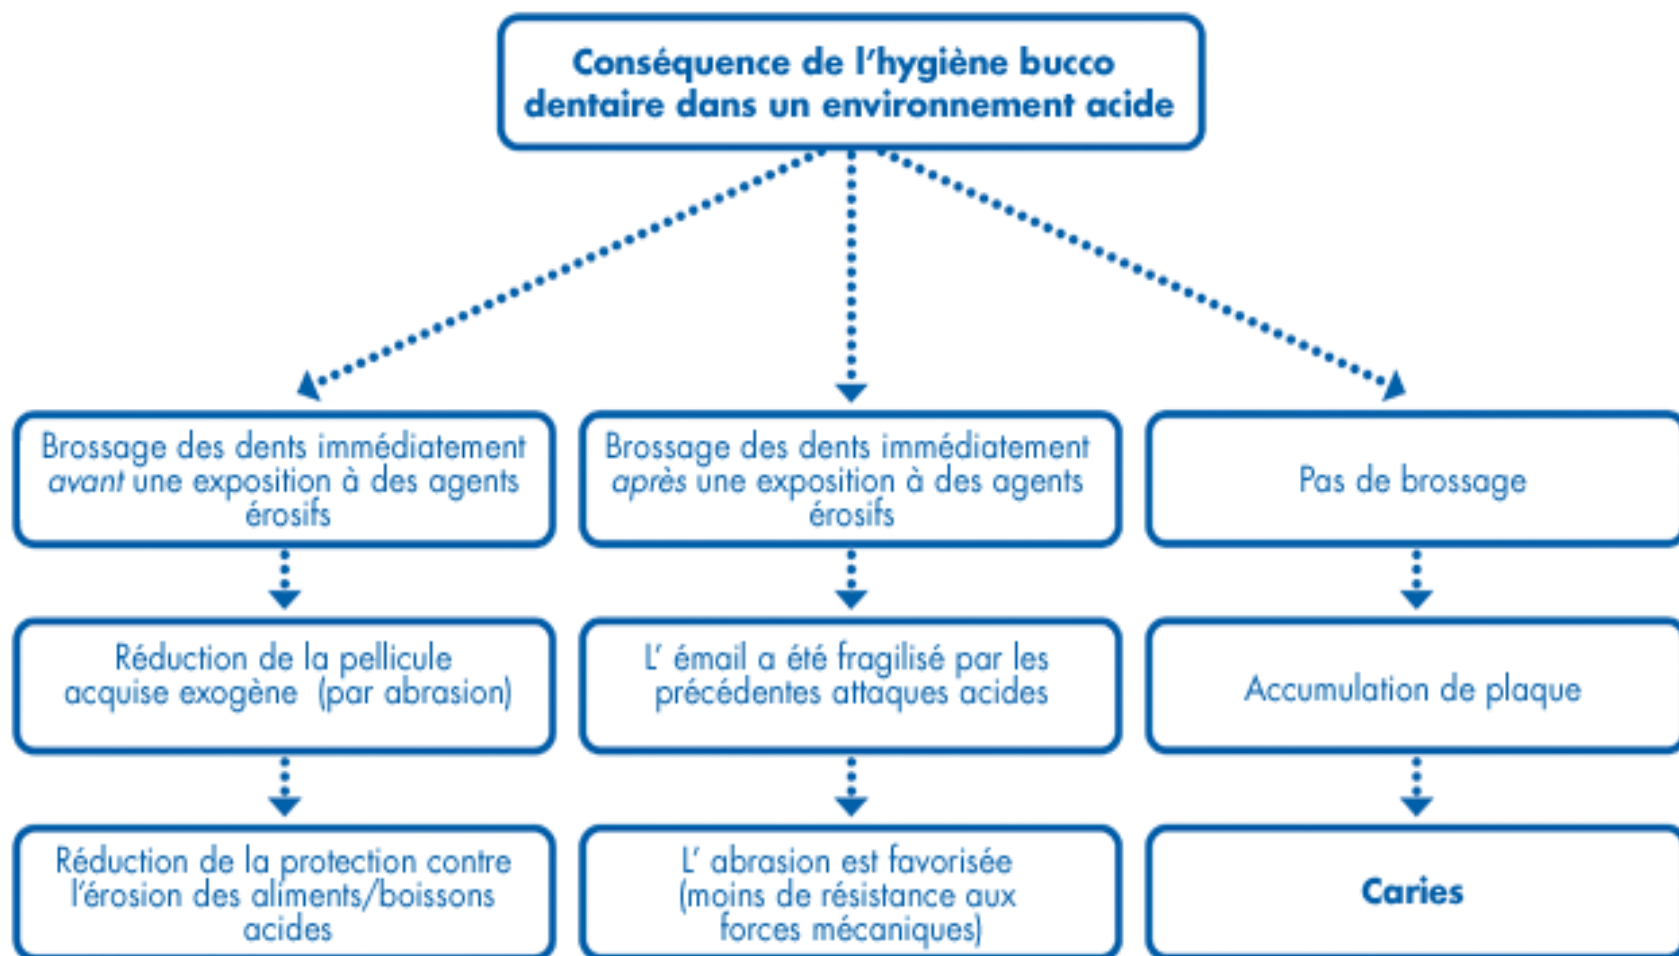 Conséquence de l'hygiène bucco
dentaire dans un environnement acide
Brossage des dents immédiatement
avant une exposition à des agents
érosifs
Brossage des dents immédiatement
après une exposition à des agents
érosifs
Pas de brossage
Réduction de la pellicule
acquise exogène (par abrasion)
L' émail a été fragilisé par les
précédentes attaques acides
Accumulation de plaque
Réduction de la protection contre
l'érosion des aliments/boissons
acides
L' abrasion est favorisée
(moins de résistance aux
forces mécaniques)
Caries